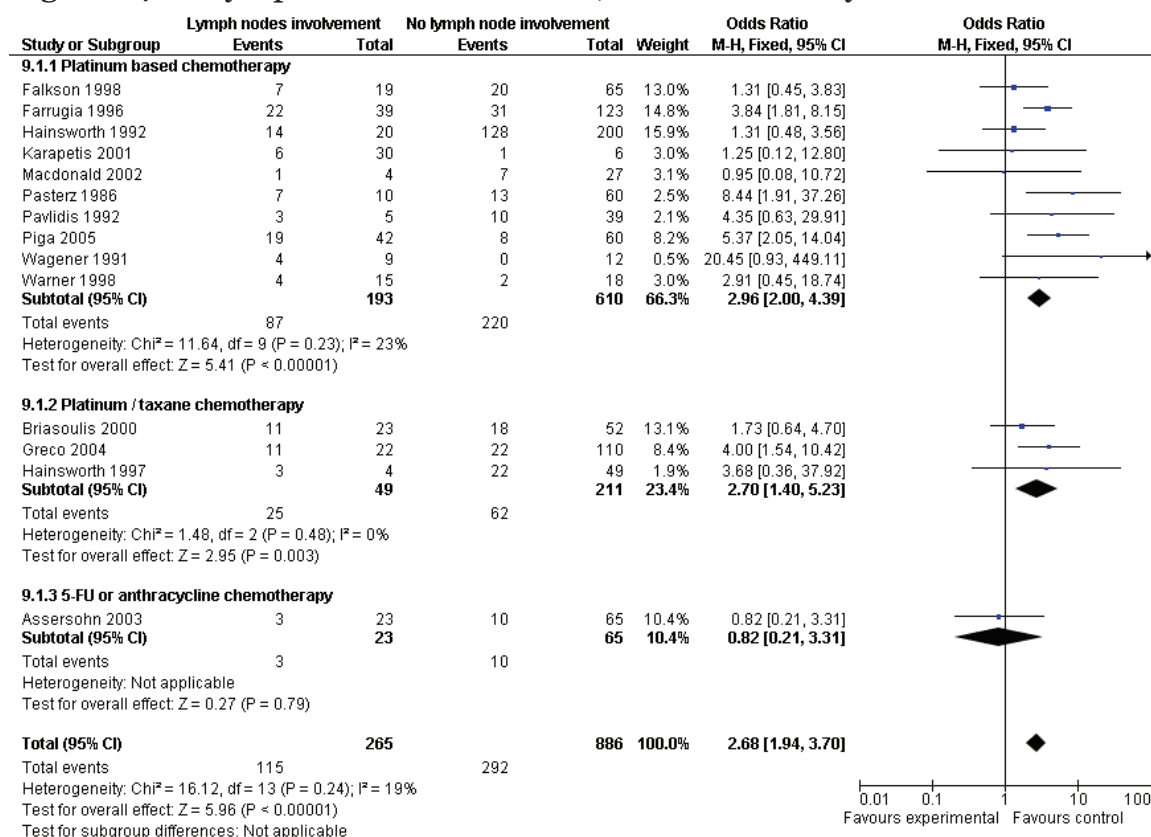 Lymph nodes involvement No lymph node involvement Odds Ratio Odds Ratio
Study or Subgroup Events Total Events Total Weight M-H, Fixed, 95% CI M-H, Fixed, 95% CI
9.1.1 Platinum based chemotherapy
Falkson 1998 7 19 20 65 13.0% 1.31 [0.45, 3.83]
Farrugia 1996 22 39 31 123 14.8% 3.84 [1.81, 8.15]
Hainsworth 1992 14 20 128 200 15.9% 1.31 [0.48, 3.56]
Karapetis 2001 6 30 1 6 3.0% 1.25 [0.12, 12.80]
Macdonald 2002 1 4 7 27 3.1% 0.95 [0.08, 10.72]
Pasterz 1986 7 10 13 60 2.5% 8.44 [1.91, 37.26]
Pavlidis 1992 3 5 10 39 2.1% 4.35 [0.63, 29.91]
Piga 2005 19 42 8 60 8.2% 5.37 [2.05, 14.04]
Wagener 1991 4 9 0 12 0.5% 20.45 [0.93, 449.11]
Warner 1998 4 15 2 18 3.0% 2.91 [0.45, 18.74]
Subtotal (95% CI) 193 610 66.3% 2.96 [2.00, 4.39]
Total events 87 220
Heterogeneity: Chi² = 11.64, df = 9 (P = 0.23); I² = 23%
Test for overall effect: Z = 5.41 (P < 0.00001)
9.1.2 Platinum / taxane chemotherapy
Briasoulis 2000 11 23 18 52 13.1% 1.73 [0.64, 4.70]
Greco 2004 11 22 22 110 8.4% 4.00 [1.54, 10.42]
Hainsworth 1997 3 4 22 49 1.9% 3.68 [0.36, 37.92]
Subtotal (95% CI) 49 211 23.4% 2.70 [1.40, 5.23]
Total events 25 62
Heterogeneity: Chi² = 1.48, df = 2 (P = 0.48); I² = 0%
Test for overall effect: Z = 2.95 (P = 0.003)
9.1.3 5-FU or anthracycline chemotherapy
Assersohn 2003 3 23 10 65 10.4% 0.82 [0.21, 3.31]
Subtotal (95% CI) 23 65 10.4% 0.82 [0.21, 3.31]
Total events 3 10
Heterogeneity: Not applicable
Test for overall effect: Z = 0.27 (P = 0.79)
Total (95% CI) 265 886 100.0% 2.68 [1.94, 3.70]
Total events 115 292
Heterogeneity: Chi² = 16.12, df = 13 (P = 0.24); I² = 19%
Test for overall effect: Z = 5.96 (P < 0.00001)
Test for subgroup differences: Not applicable
0.01 0.1 1 10 100
Favours experimental Favours control